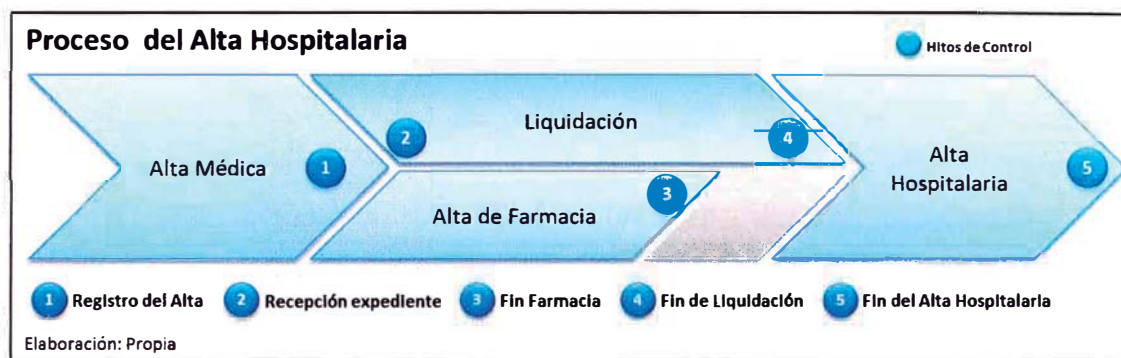 Proceso del Alta Hospitalaria
Hitos de Control
Liquidación
2
4
Alta Médica
1
Alta
Hospitalaria
5
3
Alta de Farmacia
1 Registro del Alta 2 Recepción expediente 3 Fin Farmacia 4 Fin de Liquidación 5 Fin del Alta Hospitalaria
Elaboración: Propia